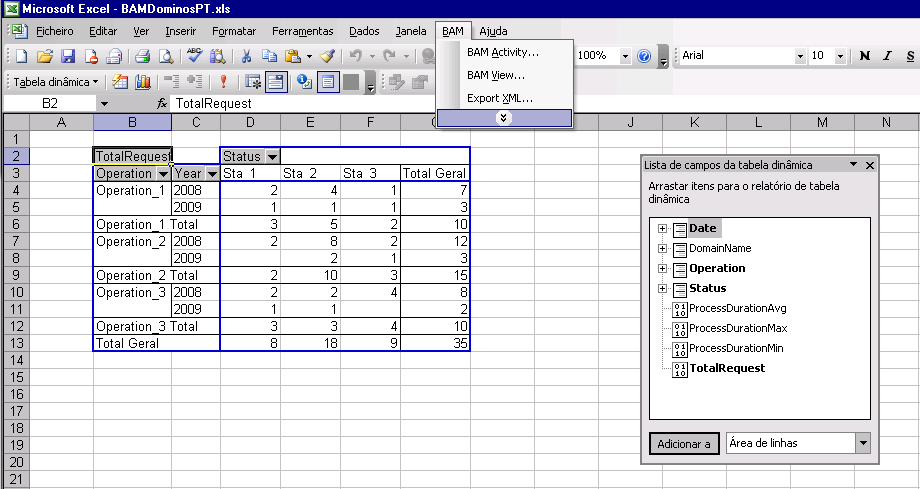 Microsoft Excel - BAMDominosPT.xls
Ficheiro Editar Ver Inserir Formatar Ferramentas Dados Janela BAM Ajuda
100% Arial 10 N I S
BAM Activity...
BAM View...
Export XML...
Tabela dinâmica
B2 fx TotalRequest
A B C D E F G J K L M N
1
2 TotalRequest Status
3 Operation Year Sta_1 Sta_2 Sta_3 Total Geral
4 Operation_1 2008 2 4 1 7
5 2009 1 1 1 3
6 Operation_1 Total 3 5 2 10
7 Operation_2 2008 2 8 2 12
8 2009 2 1 3
9 Operation_2 Total 2 10 3 15
10 Operation_3 2008 2 2 4 8
11 2009 1 1 2
12 Operation_3 Total 3 3 4 10
13 Total Geral 8 18 9 35
14
15
16
17
18
19
20
21
Lista de campos da tabela dinâmica
Arrastar itens para o relatório de tabela
dinâmica
Date
DomainName
Operation
Status
ProcessDurationAvg
ProcessDurationMax
ProcessDurationMin
TotalRequest
Adicionar a Área de linhas